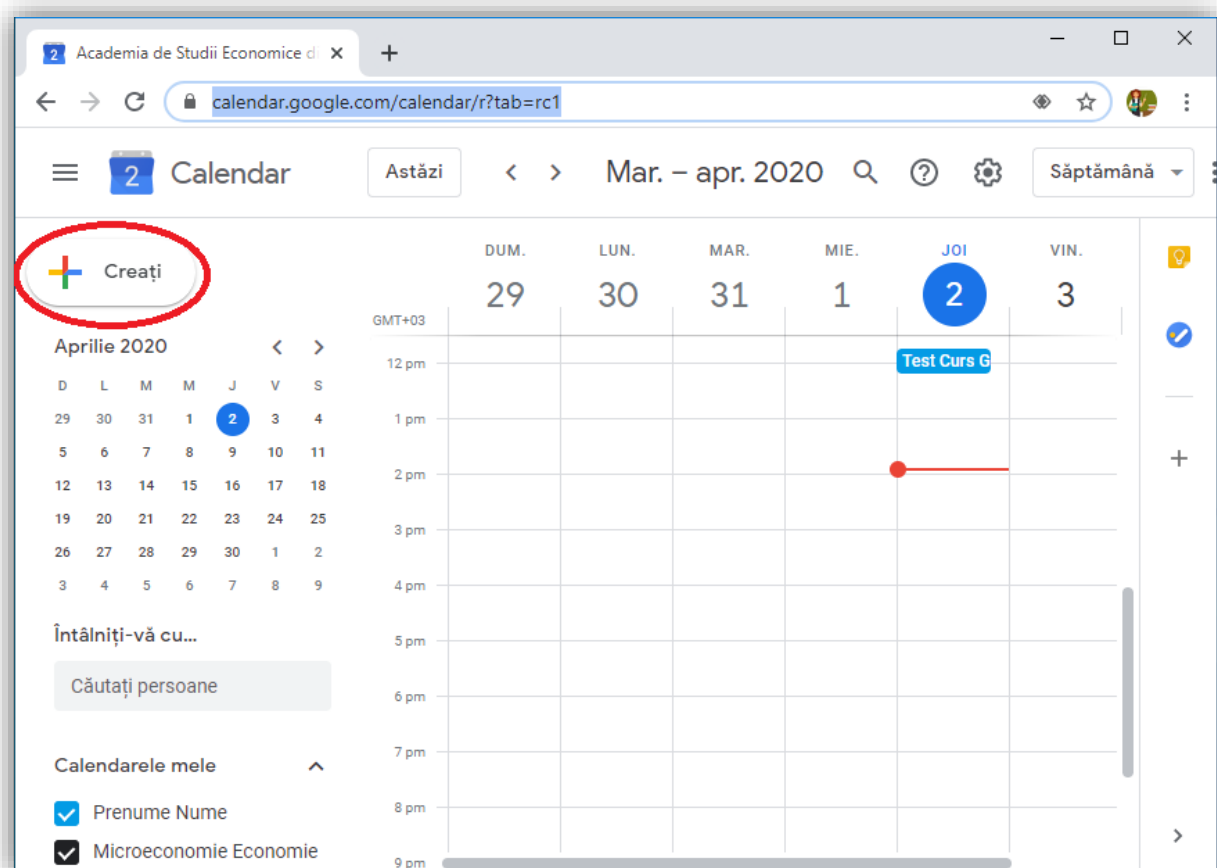 2 Academia de Studii Economice di
calendar.google.com/calendar/r?tab=rc1
2 Calendar Astăzi Mar. – apr. 2020 Săptămână
Creați
DUM. LUN. MAR. MIE. JOI VIN.
29 30 31 1 2 3
GMT+03
Aprilie 2020
D L M M J V S
29 30 31 1 2 3 4
5 6 7 8 9 10 11
12 13 14 15 16 17 18
19 20 21 22 23 24 25
26 27 28 29 30 1 2
3 4 5 6 7 8 9
Întâlniți-vă cu...
Căutați persoane
Calendarele mele
Prenume Nume
Microeconomie Economie
12 pm
Test Curs G
1 pm
2 pm
3 pm
4 pm
5 pm
6 pm
7 pm
8 pm
9 pm